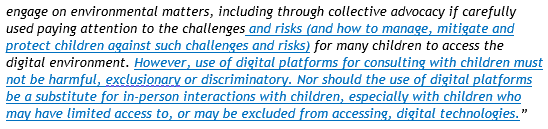 engage on environmental matters, including through collective advocacy if carefully
used paying attention to the challenges and risks (and how to manage, mitigate and
protect children against such challenges and risks) for many children to access the
digital environment. However, use of digital platforms for consulting with children must
not be harmful, exclusionary or discriminatory. Nor should the use of digital platforms
be a substitute for in-person interactions with children, especially with children who
may have limited access to, or may be excluded from accessing, digital technologies.”